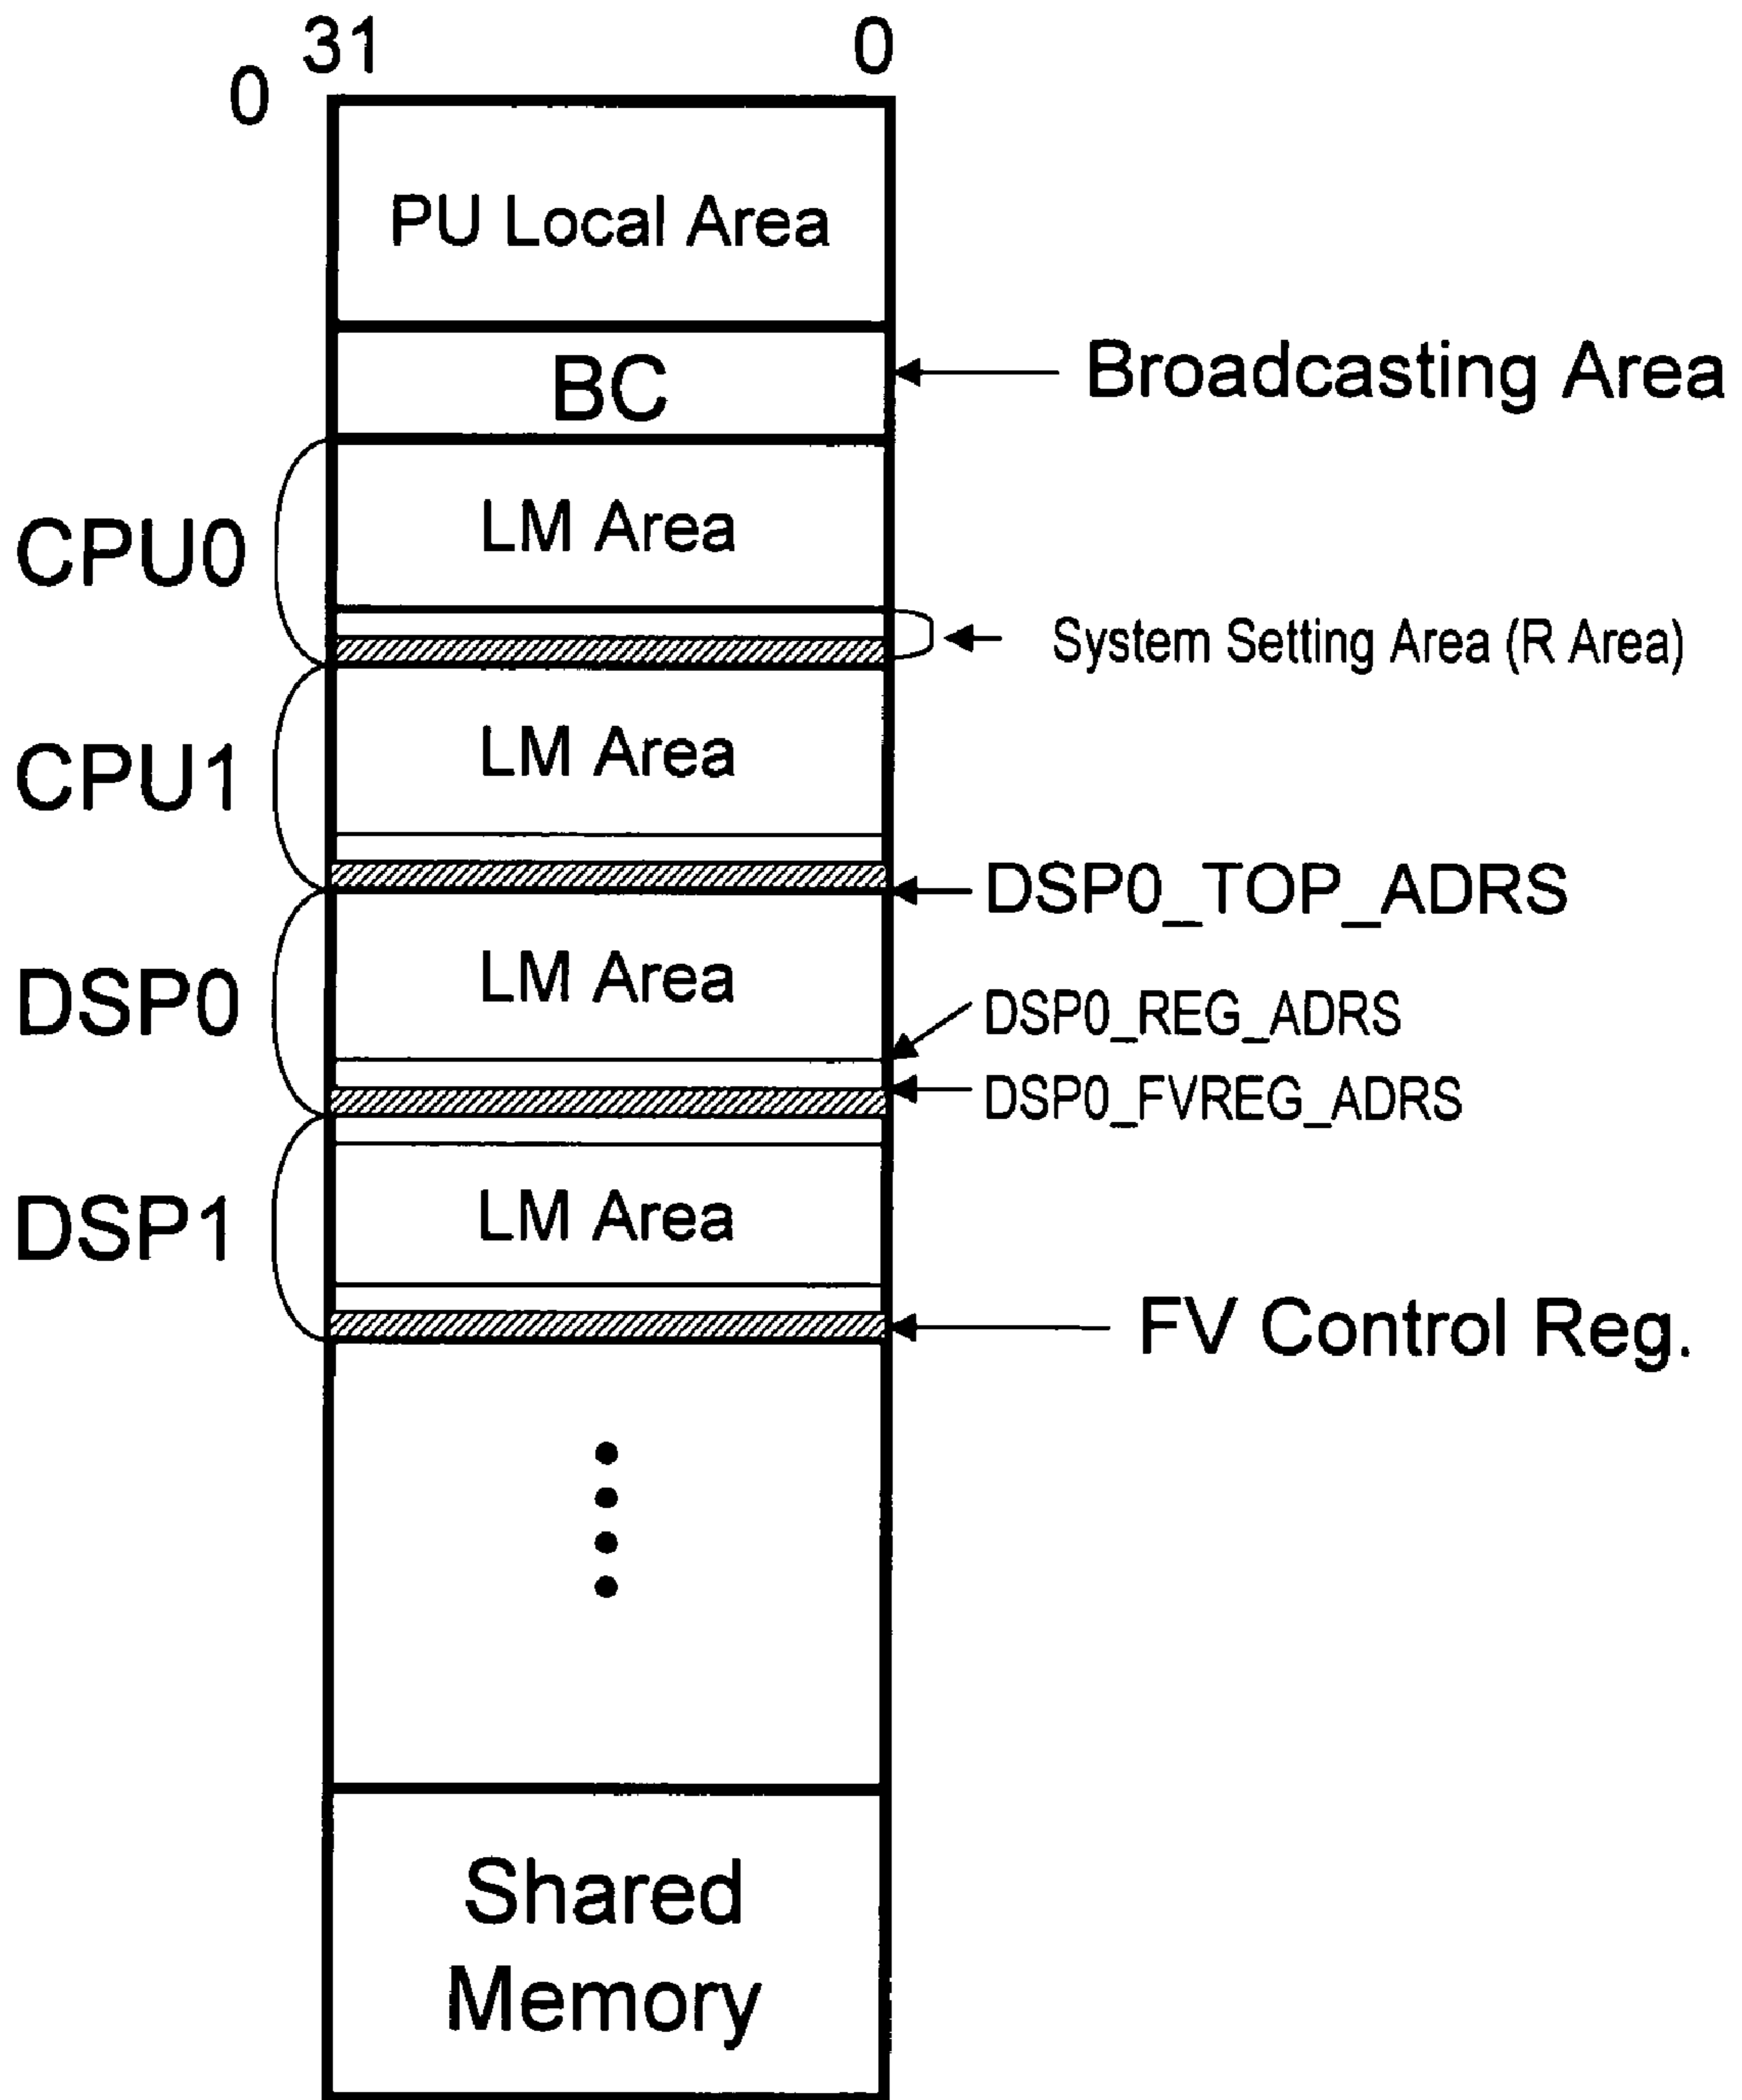 31 0
0
PU Local Area
BC
Broadcasting Area
CPU0
LM Area
System Setting Area (R Area)
CPU1
LM Area
DSP0_TOP_ADRS
DSP0
LM Area
DSP0_REG_ADRS
DSP0_FVREG_ADRS
DSP1
LM Area
FV Control Reg.
Shared
Memory